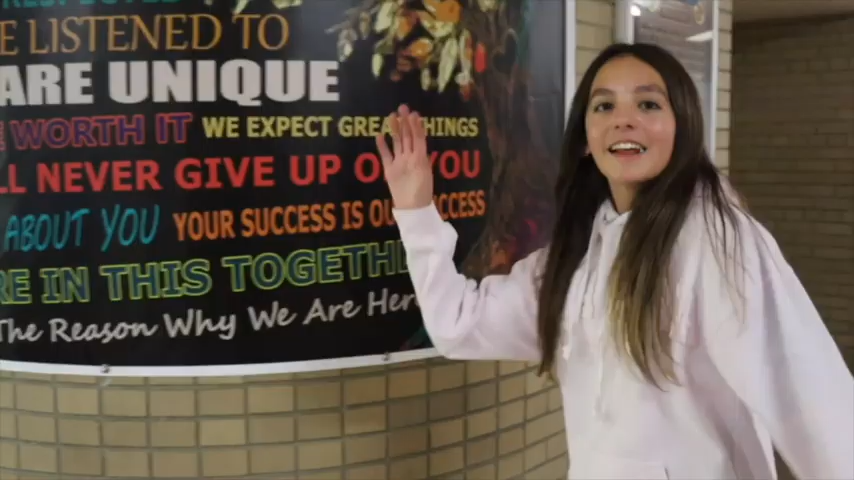 LISTENED TO
ARE UNIQUE
WORTH IT WE EXPECT GREAT THINGS
NEVER GIVE UP ON YOU
ABOUT YOU YOUR SUCCESS IS OUR SUCCESS
IN THIS TOGETHER
The Reason Why We Are Here